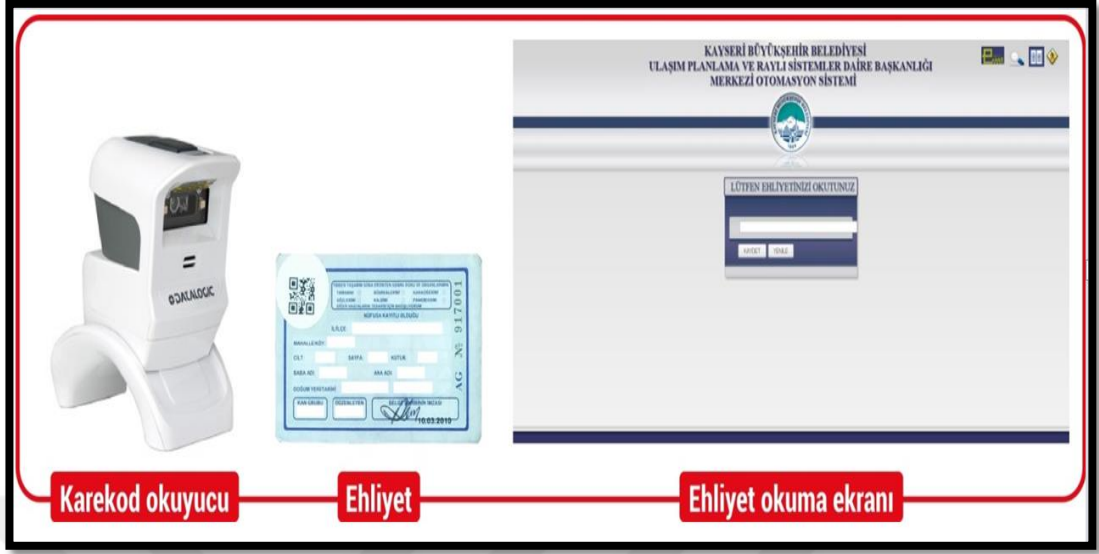 KAYSERİ BÜYÜKŞEHİR BELEDİYESİ
ULAŞIM PLANLAMA VE RAYLI SİSTEMLER DAİRE BAŞKANLIĞI
MERKEZİ OTOMASYON SİSTEMİ
LÜTFEN EHLİYETİNİZİ OKUTUNUZ
KAYDET YENİLE
DATALOGIC
NÜFUSA KAYITLI OLDUĞU
İL/İLÇE:
MAHALLE/KÖY:
CİLT: SAYFA: KÜTÜK:
BABA ADI: ANA ADI:
DOĞUM YERİ/TARİHİ:
KAN GRUBU DÜZENLEYEN
10.03.2010
AG № 917001
Karekod okuyucu
Ehliyet
Ehliyet okuma ekranı